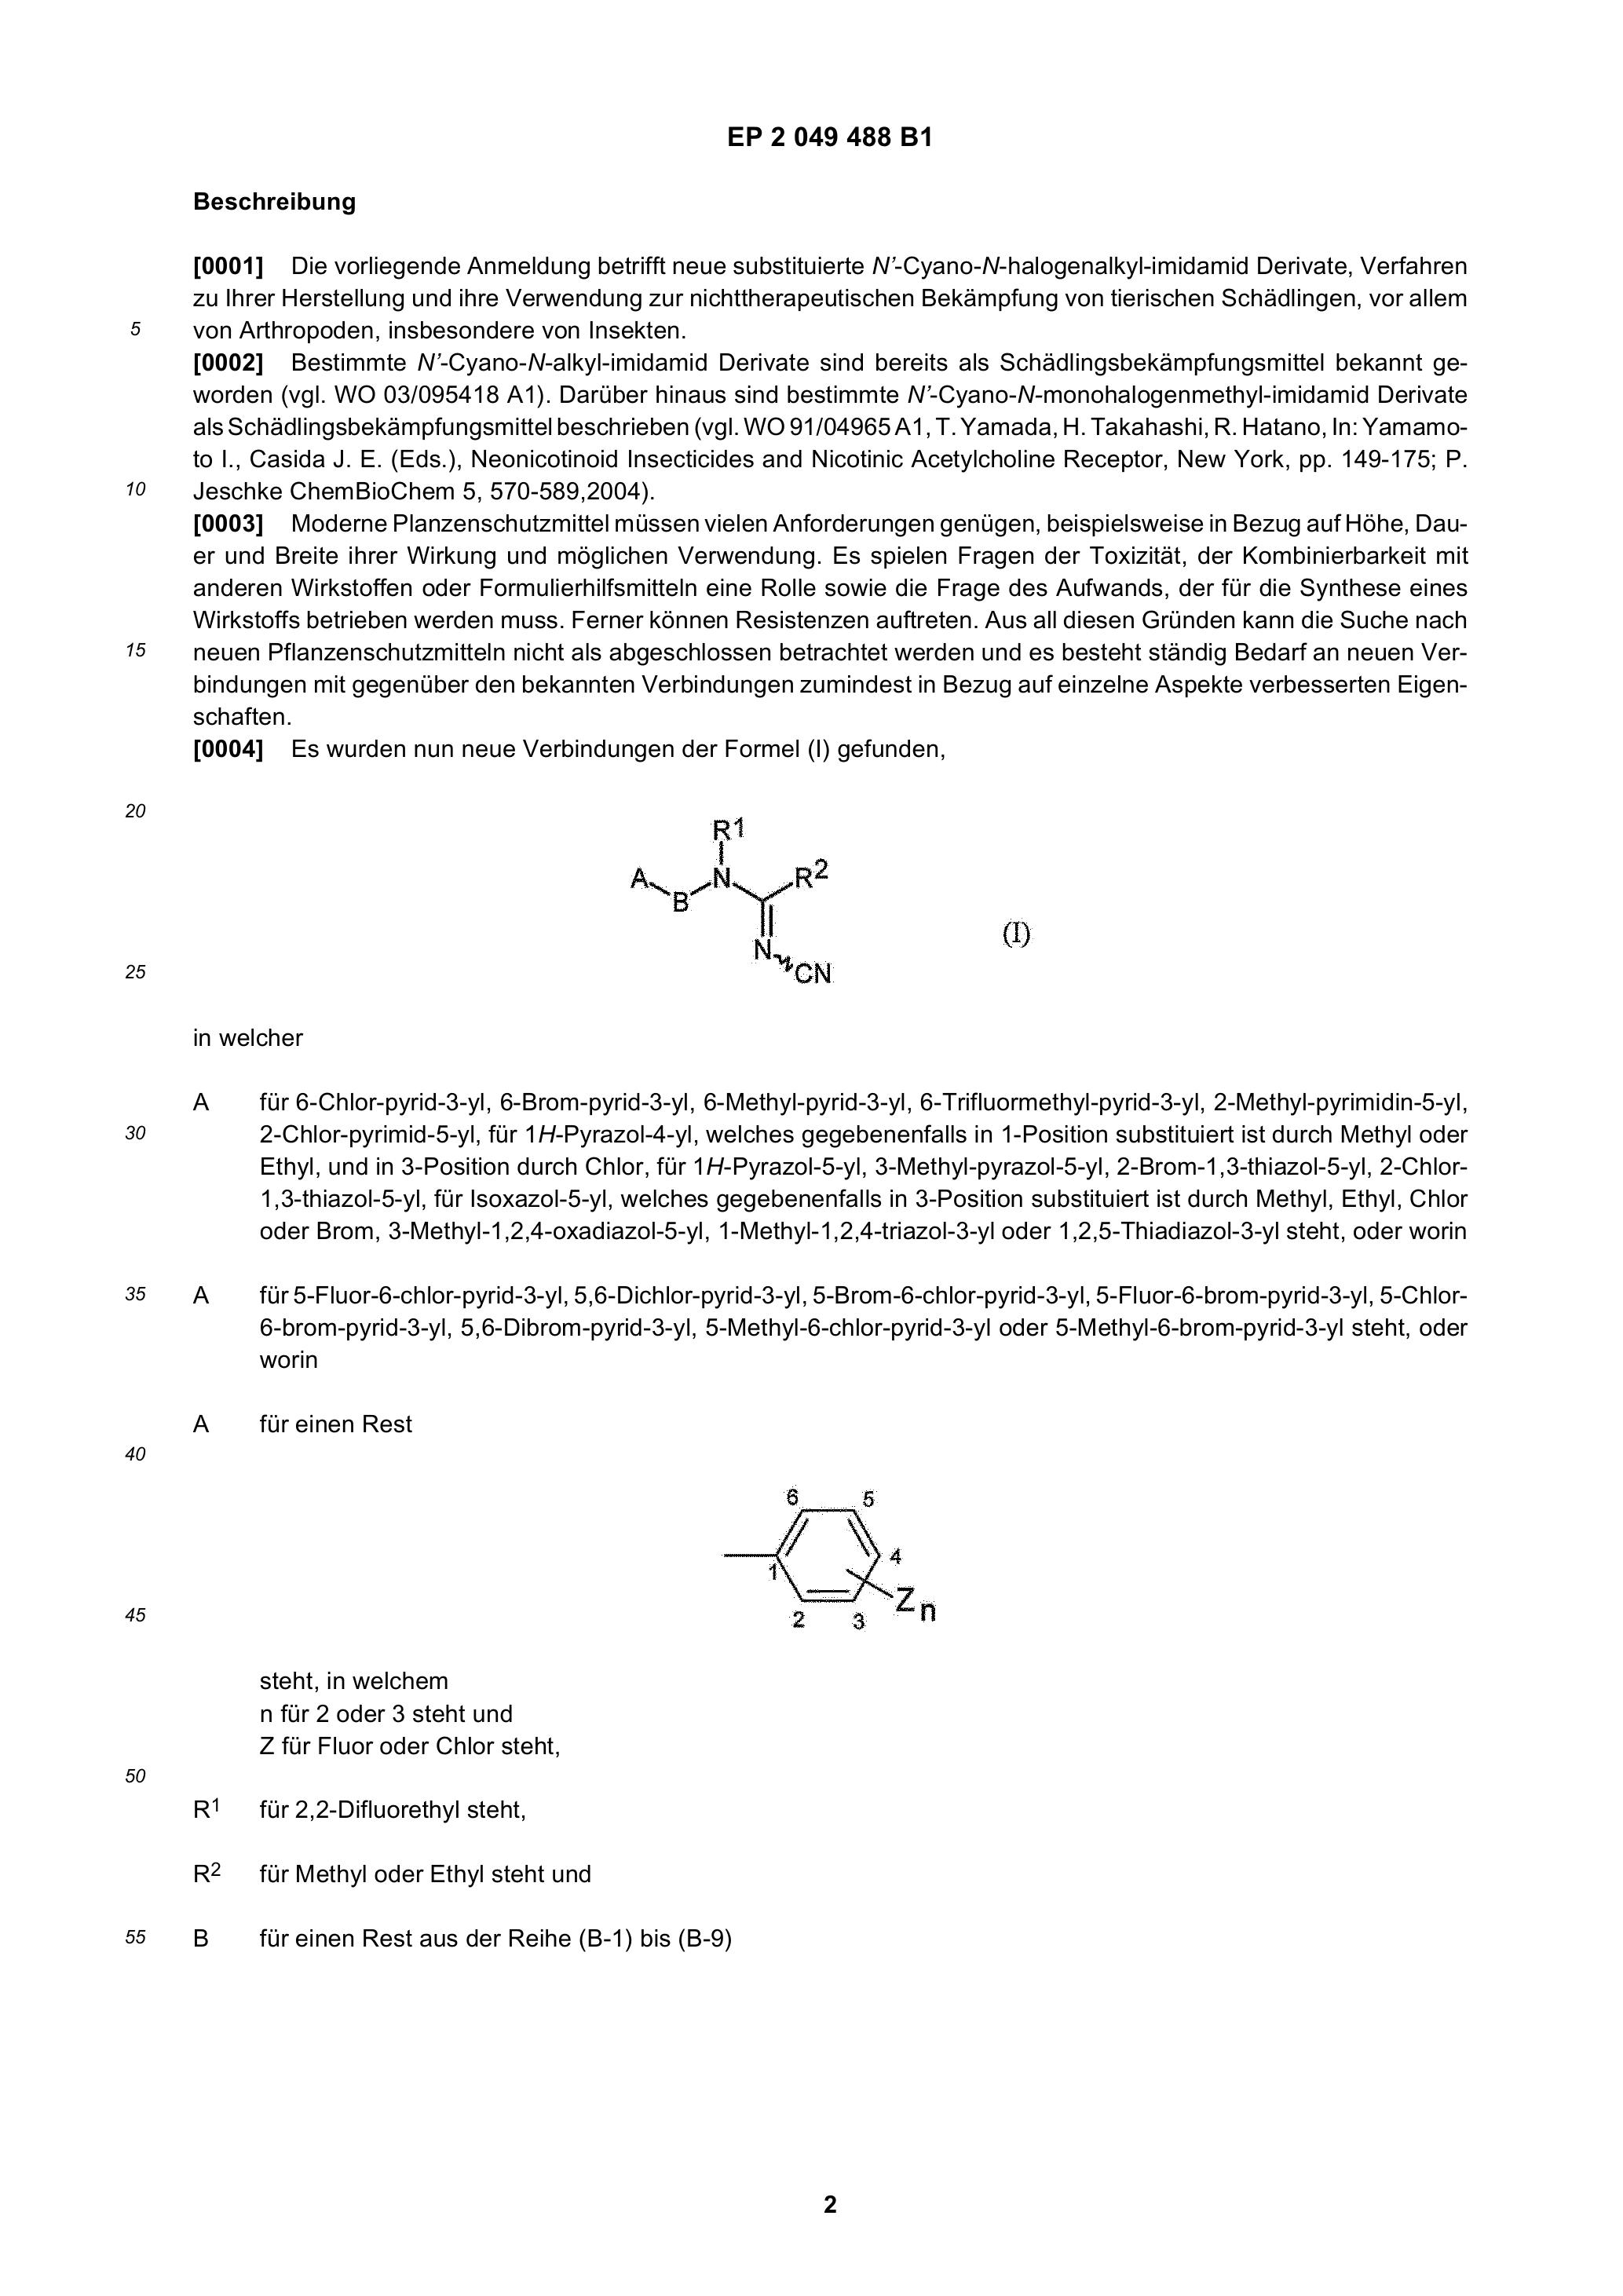 EP 2 049 488 B1
Beschreibung
[0001] Die vorliegende Anmeldung betrifft neue substituierte N’-Cyano-N-halogenalkyl-imidamid Derivate, Verfahren
zu Ihrer Herstellung und ihre Verwendung zur nichttherapeutischen Bekämpfung von tierischen Schädlingen, vor allem
5 von Arthropoden, insbesondere von Insekten.
[0002] Bestimmte N’-Cyano-N-alkyl-imidamid Derivate sind bereits als Schädlingsbekämpfungsmittel bekannt ge-
worden (vgl. WO 03/095418 A1). Darüber hinaus sind bestimmte N’-Cyano-N-monohalogenmethyl-imidamid Derivate
als Schädlingsbekämpfungsmittel beschrieben (vgl. WO 91/04965 A1, T. Yamada, H. Takahashi, R. Hatano, In: Yamamo-
to I., Casida J. E. (Eds.), Neonicotinoid Insecticides and Nicotinic Acetylcholine Receptor, New York, pp. 149-175; P.
10 Jeschke ChemBioChem 5, 570-589,2004).
[0003] Moderne Planzenschutzmittel müssen vielen Anforderungen genügen, beispielsweise in Bezug auf Höhe, Dau-
er und Breite ihrer Wirkung und möglichen Verwendung. Es spielen Fragen der Toxizität, der Kombinierbarkeit mit
anderen Wirkstoffen oder Formulierhilfsmitteln eine Rolle sowie die Frage des Aufwands, der für die Synthese eines
Wirkstoffs betrieben werden muss. Ferner können Resistenzen auftreten. Aus all diesen Gründen kann die Suche nach
15 neuen Pflanzenschutzmitteln nicht als abgeschlossen betrachtet werden und es besteht ständig Bedarf an neuen Ver-
bindungen mit gegenüber den bekannten Verbindungen zumindest in Bezug auf einzelne Aspekte verbesserten Eigen-
schaften.
[0004] Es wurden nun neue Verbindungen der Formel (I) gefunden,
20
R1
A B N R2
(I)
N CN
25
in welcher
A für 6-Chlor-pyrid-3-yl, 6-Brom-pyrid-3-yl, 6-Methyl-pyrid-3-yl, 6-Trifluormethyl-pyrid-3-yl, 2-Methyl-pyrimidin-5-yl,
30 2-Chlor-pyrimid-5-yl, für 1H-Pyrazol-4-yl, welches gegebenenfalls in 1-Position substituiert ist durch Methyl oder
Ethyl, und in 3-Position durch Chlor, für 1H-Pyrazol-5-yl, 3-Methyl-pyrazol-5-yl, 2-Brom-1,3-thiazol-5-yl, 2-Chlor-
1,3-thiazol-5-yl, für Isoxazol-5-yl, welches gegebenenfalls in 3-Position substituiert ist durch Methyl, Ethyl, Chlor
oder Brom, 3-Methyl-1,2,4-oxadiazol-5-yl, 1-Methyl-1,2,4-triazol-3-yl oder 1,2,5-Thiadiazol-3-yl steht, oder worin
35 A für 5-Fluor-6-chlor-pyrid-3-yl, 5,6-Dichlor-pyrid-3-yl, 5-Brom-6-chlor-pyrid-3-yl, 5-Fluor-6-brom-pyrid-3-yl, 5-Chlor-
6-brom-pyrid-3-yl, 5,6-Dibrom-pyrid-3-yl, 5-Methyl-6-chlor-pyrid-3-yl oder 5-Methyl-6-brom-pyrid-3-yl steht, oder
worin
A für einen Rest
40
6 5
1 4
Zn
45 2 3
steht, in welchem
n für 2 oder 3 steht und
Z für Fluor oder Chlor steht,
50
R1 für 2,2-Difluorethyl steht,
R2 für Methyl oder Ethyl steht und
55 B für einen Rest aus der Reihe (B-1) bis (B-9)
2